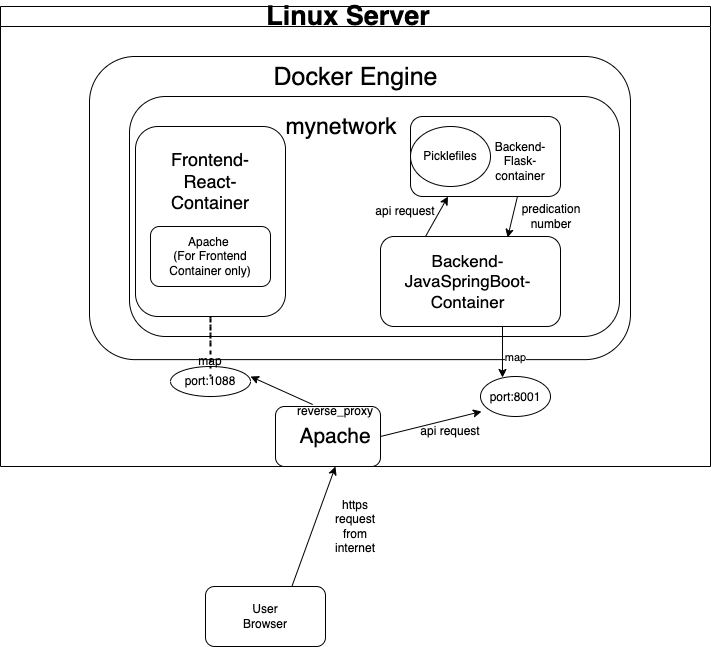 Linux Server
Docker Engine
mynetwork
Frontend-
React-
Container
Apache
(For Frontend
Container only)
Picklefiles
Backend-
Flask-
container
api request
predication
number
Backend-
JavaSpringBoot-
Container
map
port:1088
map
port:8001
reverse_proxy
Apache
api request
https
request
from
internet
User
Browser